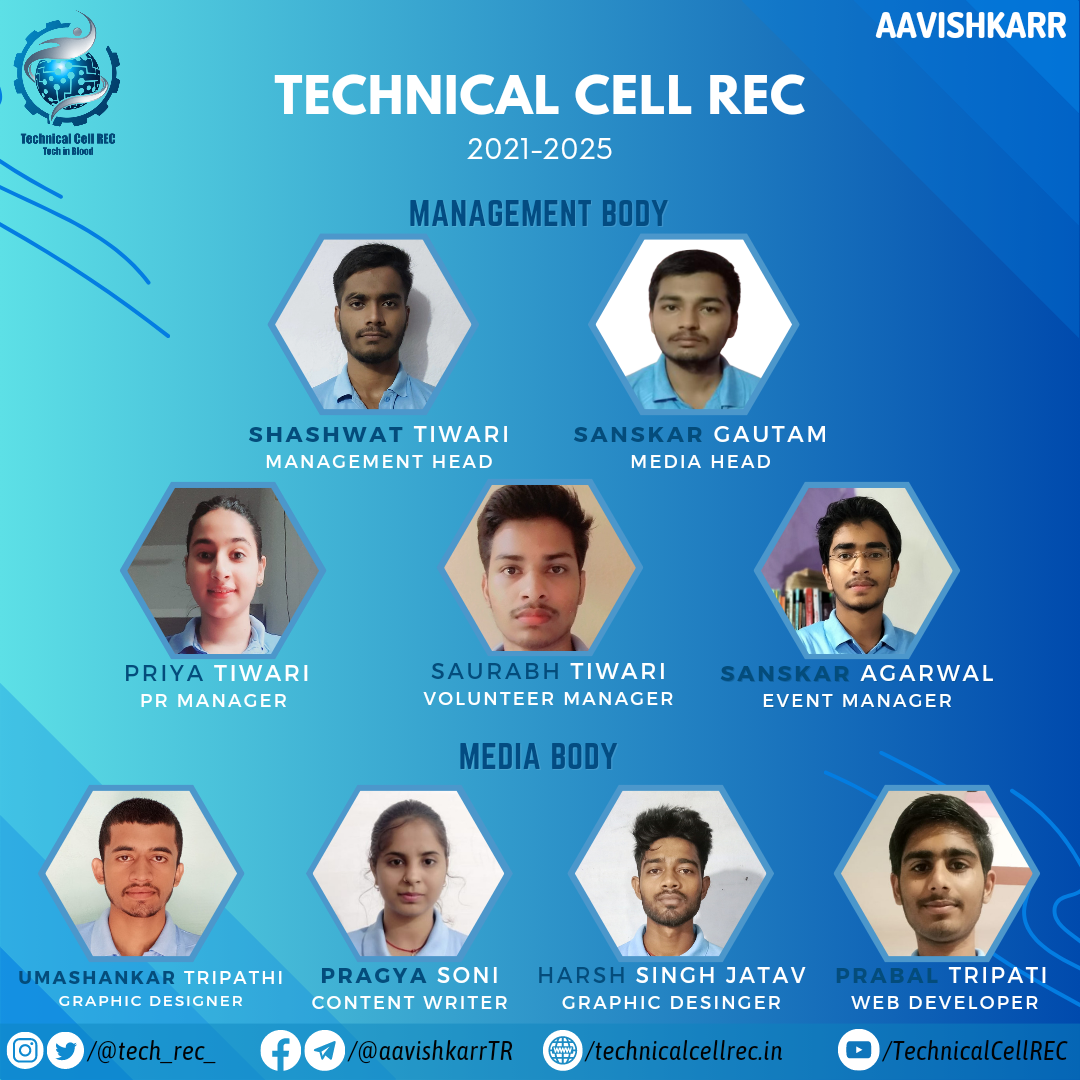 AAVISHKARR
Technical Cell REC
Tech in Blood
TECHNICAL CELL REC
2021-2025
MANAGEMENT BODY
SHASHWAT TIWARI
MANAGEMENT HEAD
SANSKAR GAUTAM
MEDIA HEAD
PRIYA TIWARI
PR MANAGER
SAURABH TIWARI
VOLUNTEER MANAGER
SANSKAR AGARWAL
EVENT MANAGER
MEDIA BODY
UMASHANKAR TRIPATHI
GRAPHIC DESIGNER
PRAGYA SONI
CONTENT WRITER
HARSH SINGH JATAV
GRAPHIC DESINGER
PRABAL TRIPATI
WEB DEVELOPER
/@tech_rec_
/@aavishkarrTR
WWW
/technicalcellrec.in
/TechnicalCellREC